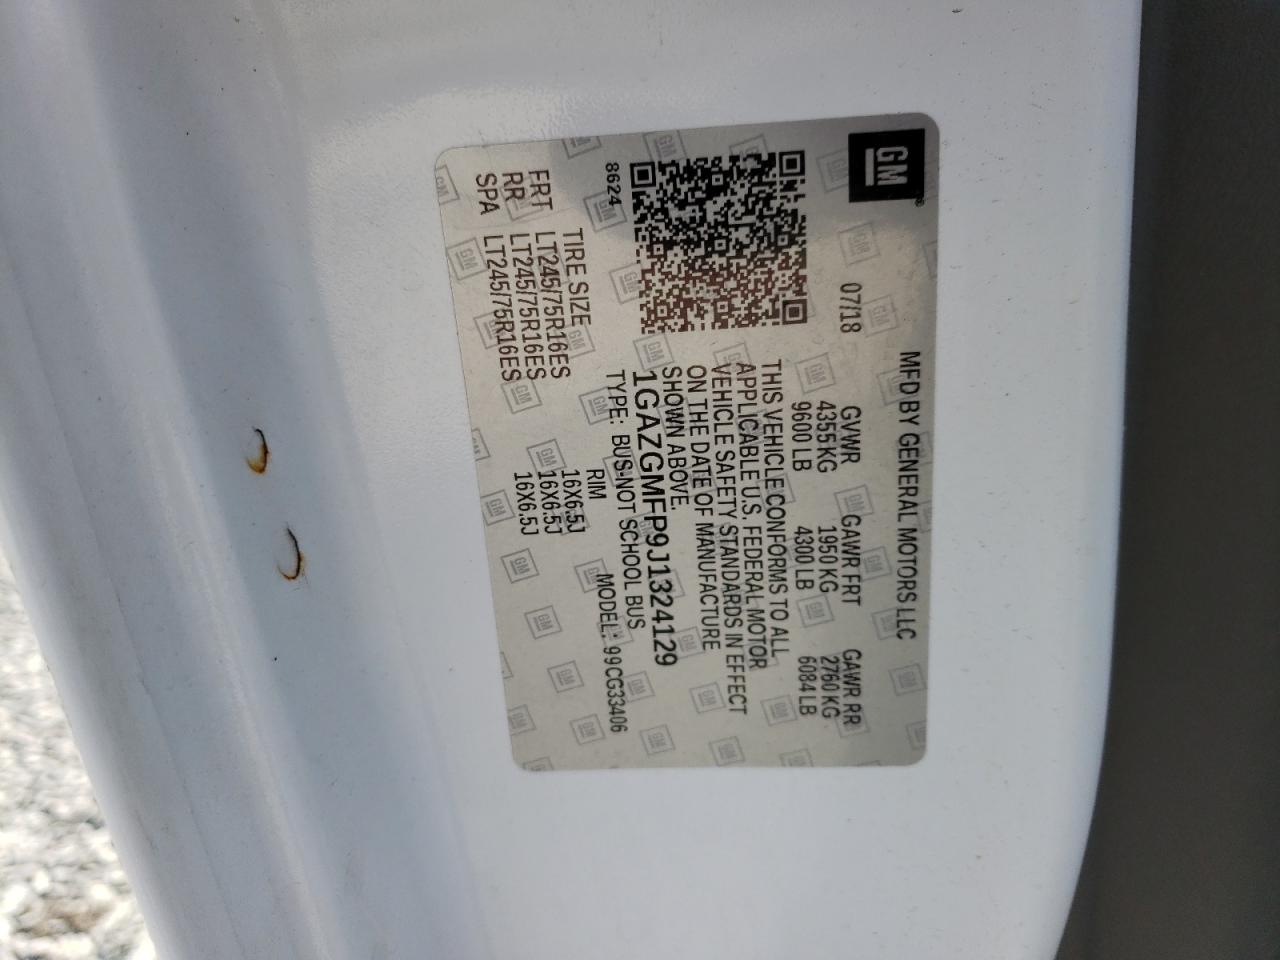 GM
MFD BY GENERAL MOTORS LLC
07/18 GVWR GAWR FRT GAWR RR
4355KG 1950 KG 2760 KG
9600 LB 4300 LB 6084 LB
THIS VEHICLE CONFORMS TO ALL
APPLICABLE U.S. FEDERAL MOTOR
VEHICLE SAFETY STANDARDS IN EFFECT
ON THE DATE OF MANUFACTURE
SHOWN ABOVE.
1GAZGMFP9J1324129
8624 TYPE: BUS-NOT SCHOOL BUS
MODEL: 99CG33406
TIRE SIZE RIM
FRT LT245/75R16ES 16X6.5J
RR LT245/75R16ES 16X6.5J
SPA LT245/75R16ES 16X6.5J